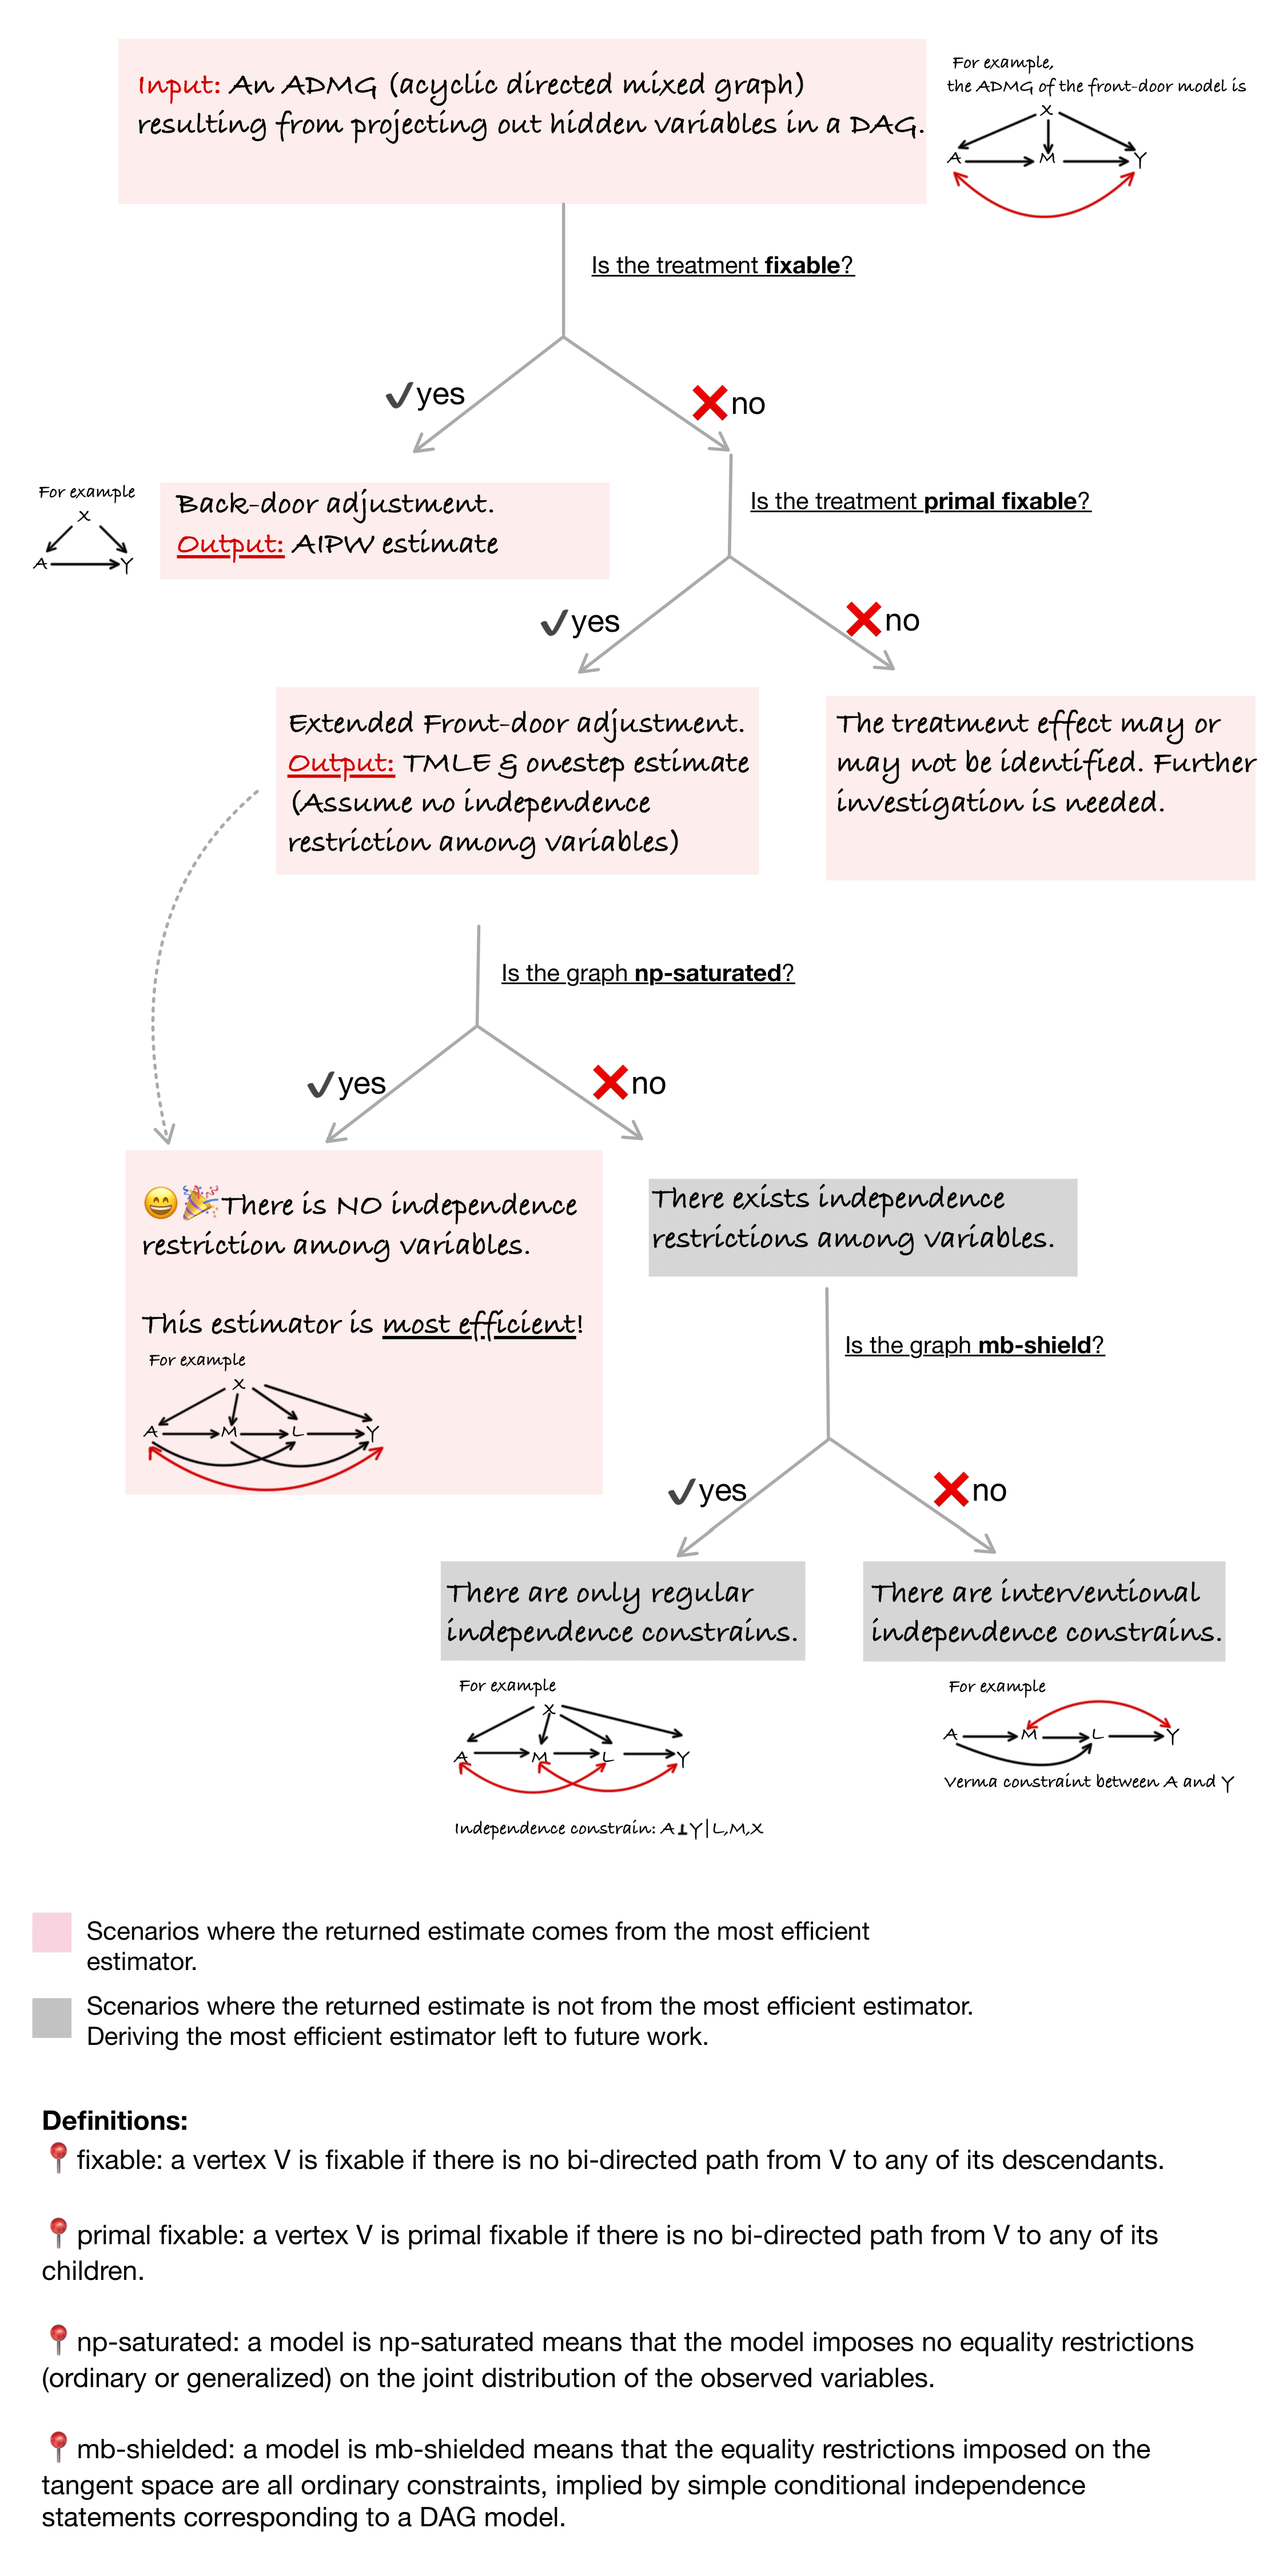 Input: An ADMG (acyclic directed mixed graph)
resulting from projecting out hidden variables in a DAG.
For example,
the ADMG of the front-door model is
X
A
M
Y
Is the treatment fixable?
yes
no
For example
X
A
Y
Back-door adjustment.
Output: AIPW estimate
Is the treatment primal fixable?
yes
no
Extended Front-door adjustment.
Output: TMLE & onestep estimate
(Assume no independence
restriction among variables)
The treatment effect may or
may not be identified. Further
investigation is needed.
Is the graph np-saturated?
yes
no
There is NO independence
restriction among variables.
This estimator is most efficient!
For example
X
A
M
L
Y
There exists independence
restrictions among variables.
Is the graph mb-shield?
yes
no
There are only regular
independence constrains.
For example
X
A
M
L
Y
Independence constrain: A⊥Y|L,M,X
There are interventional
independence constrains.
For example
A
M
L
Y
Verma constraint between A and Y
Scenarios where the returned estimate comes from the most efficient
estimator.
Scenarios where the returned estimate is not from the most efficient estimator.
Deriving the most efficient estimator left to future work.
Definitions:
📍fixable: a vertex V is fixable if there is no bi-directed path from V to any of its descendants.
📍primal fixable: a vertex V is primal fixable if there is no bi-directed path from V to any of its
children.
📍np-saturated: a model is np-saturated means that the model imposes no equality restrictions
(ordinary or generalized) on the joint distribution of the observed variables.
📍mb-shielded: a model is mb-shielded means that the equality restrictions imposed on the
tangent space are all ordinary constraints, implied by simple conditional independence
statements corresponding to a DAG model.